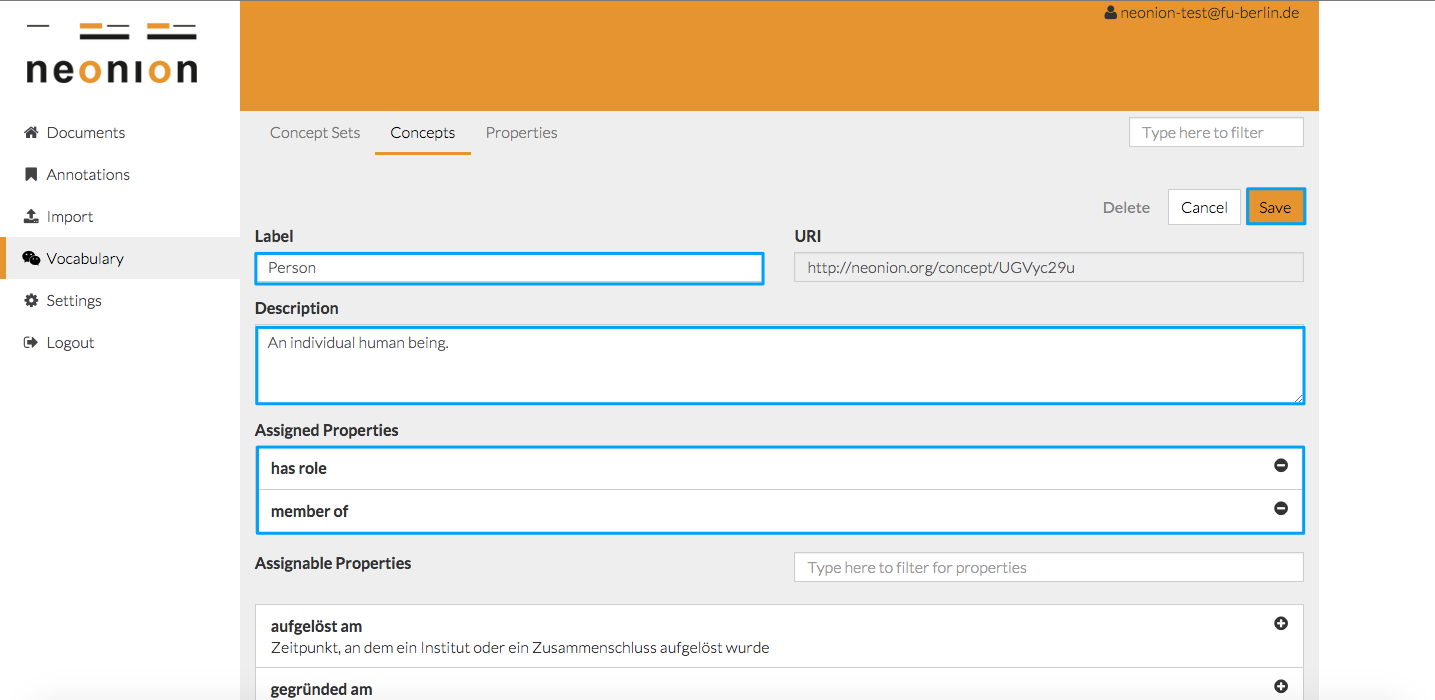 neonion
neonion-test@fu-berlin.de
Documents
Annotations
Import
Vocabulary
Settings
Logout
Concept Sets
Concepts
Properties
Type here to filter
Delete
Cancel
Save
Label
URI
Person
http://neonion.org/concept/UGVyc29u
Description
An individual human being.
Assigned Properties
has role
member of
Assignable Properties
Type here to filter for properties
aufgelöst am
Zeitpunkt, an dem ein Institut oder ein Zusammenschluss aufgelöst wurde
gegründed am